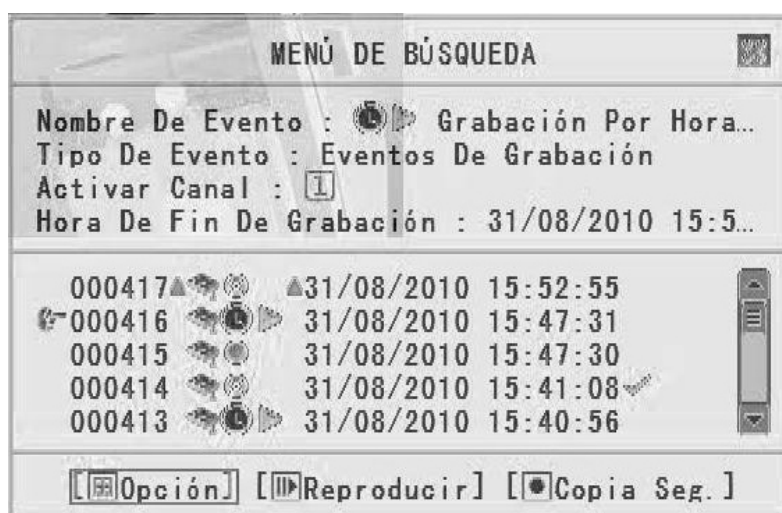 MENÚ DE BÚSQUEDA
Nombre De Evento : Grabación Por Hora...
Tipo De Evento : Eventos De Grabación
Activar Canal : 1
Hora De Fin De Grabación : 31/08/2010 15:5...
000417 31/08/2010 15:52:55
000416 31/08/2010 15:47:31
000415 31/08/2010 15:47:30
000414 31/08/2010 15:41:08
000413 31/08/2010 15:40:56
[Opción] [Reproducir] [Copia Seg.]